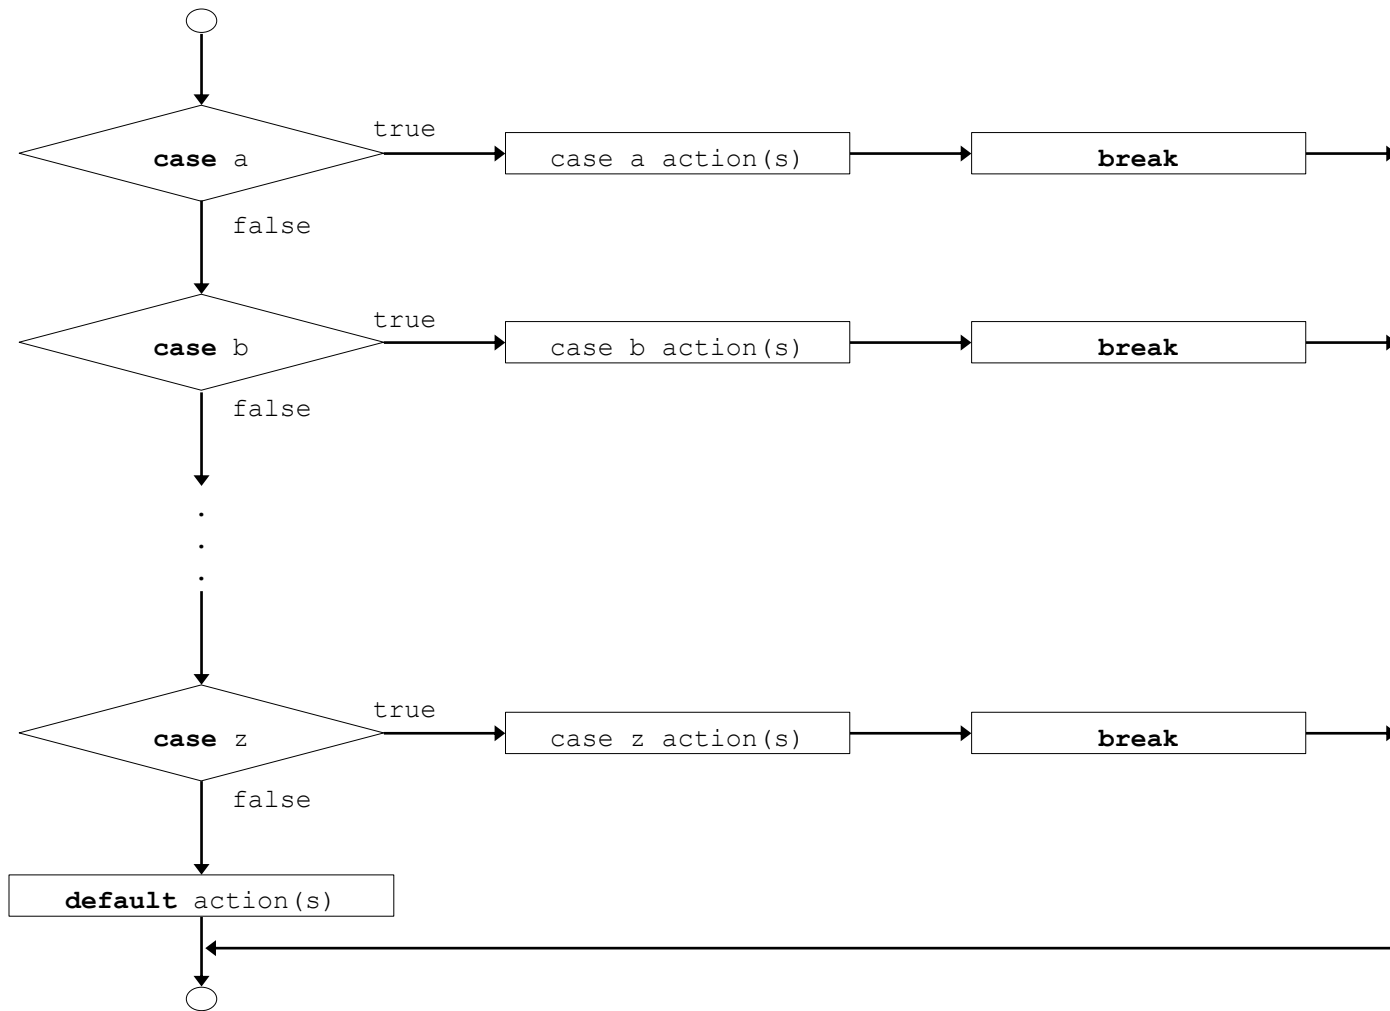 true
case a
case a action(s)
break
false
true
case b
case b action(s)
break
false
.
.
.
true
case z
case z action(s)
break
false
default action(s)